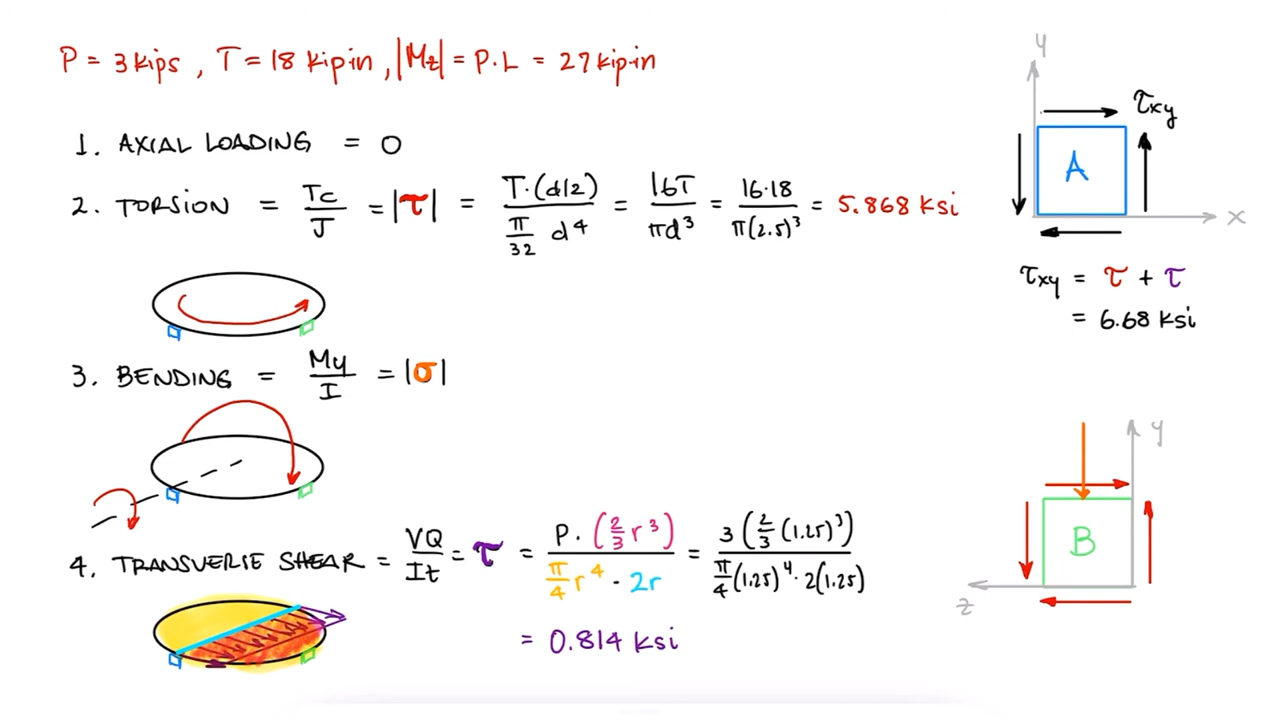 P = 3 kips , T = 18 kip·in , |Mz| = P.L = 27 kip·in
1. AXIAL LOADING = 0
2. TORSION = Tc/J = |τ| = T·(d/2) / (π/32 d⁴) = 16T/πd³ = 16·18/π(2.5)³ = 5.868 ksi
3. BENDING = My/I = |σ|
4. TRANSVERSE SHEAR = VQ/It = τ = P·(2/3 r³) / (π/4 r⁴ · 2r) = 3(2/3 (1.25)³) / (π/4 (1.25)⁴ · 2(1.25))
= 0.814 ksi
y
τxy
A
x
τxy = τ + τ
= 6.68 ksi
y
B
z